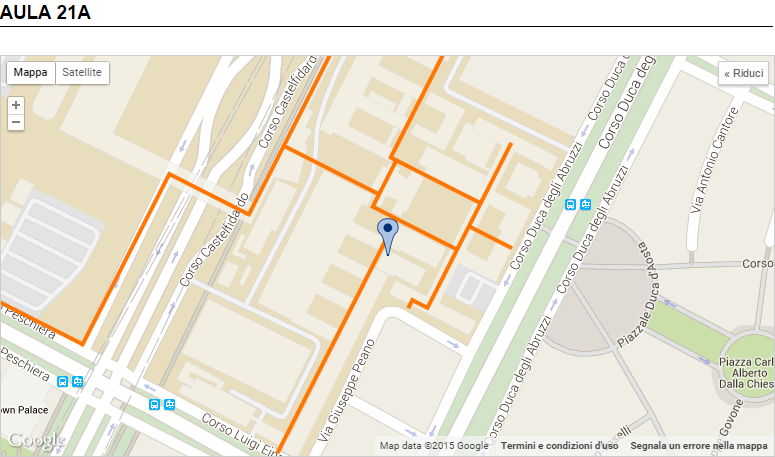 AULA 21A
Mappa
Satellite
« Riduci
+
−
Corso Castelfidardo
Corso Castelfidardo
Corso Duca degli Abruzzi
Corso Duca degli
Corso Duca degli Abruzzi
Corso Duca degli Abruzzi
Corso Duca degli Abruzzi
Via Antonio Cantore
Corso
Piazzale Duca d'Aosta
Piazza Carl
Alberto
Dalla Chies
Govone
Via Giuseppe Peano
Corso Luigi Ein
Peschiera
Peschiera
own Palace
Google
Map data ©2015 Google
Termini e condizioni d'uso
Segnala un errore nella mappa